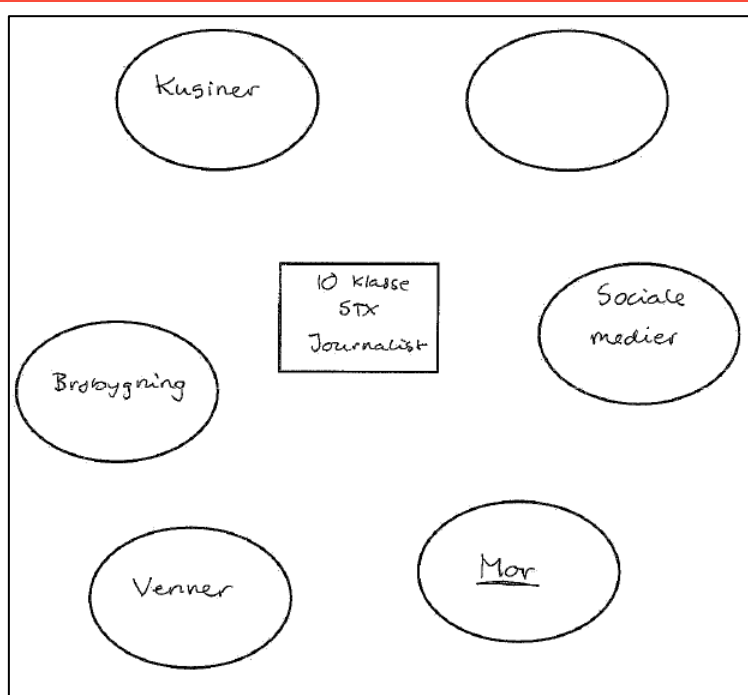 Kusiner
10 klasse
STX
Journalist
Sociale
medier
Brobygning
Venner
Mor